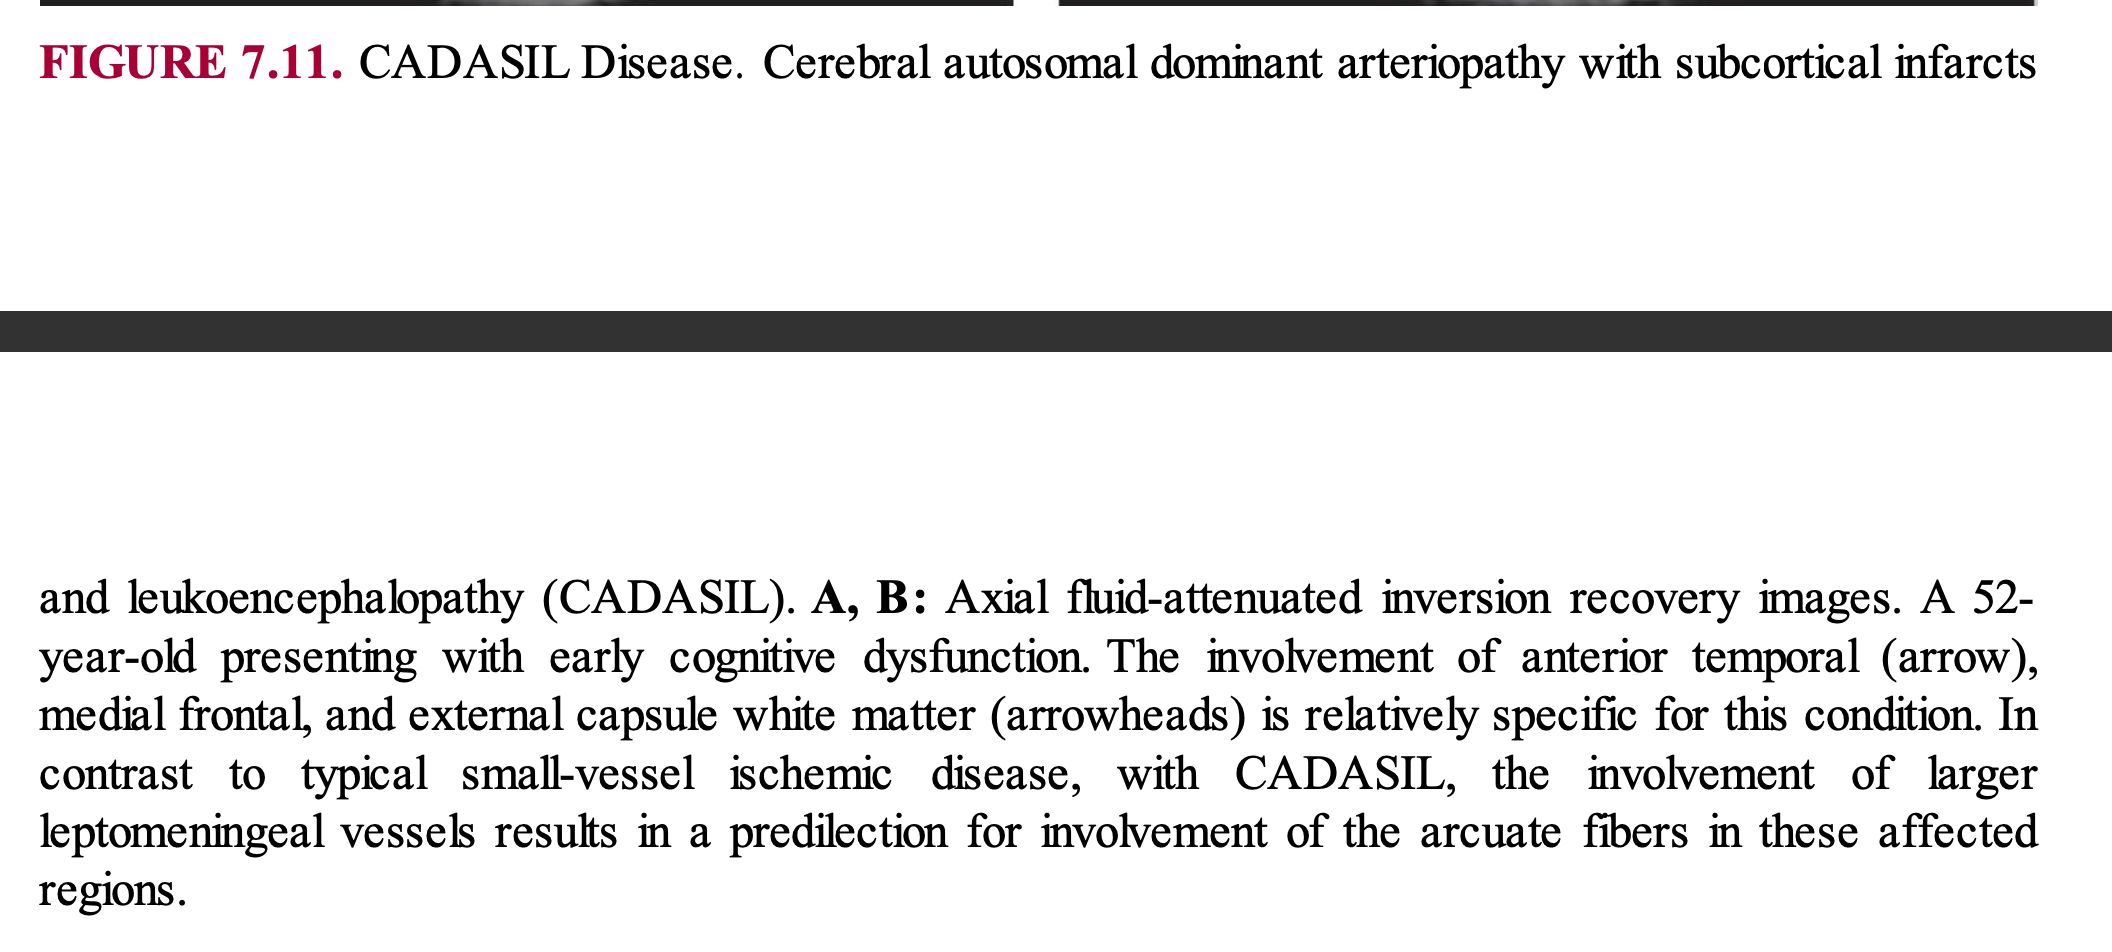 FIGURE 7.11. CADASIL Disease. Cerebral autosomal dominant arteriopathy with subcortical infarcts
and leukoencephalopathy (CADASIL). A, B: Axial fluid-attenuated inversion recovery images. A 52-
year-old presenting with early cognitive dysfunction. The involvement of anterior temporal (arrow),
medial frontal, and external capsule white matter (arrowheads) is relatively specific for this condition. In
contrast to typical small-vessel ischemic disease, with CADASIL, the involvement of larger
leptomeningeal vessels results in a predilection for involvement of the arcuate fibers in these affected
regions.